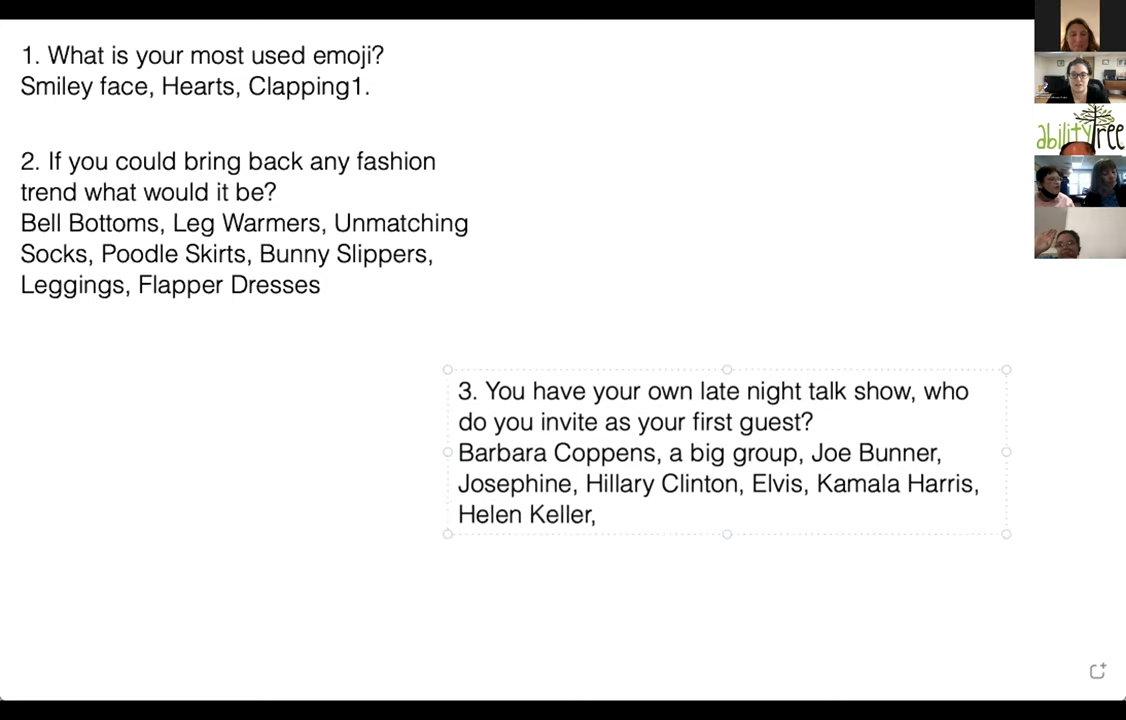 1. What is your most used emoji?
Smiley face, Hearts, Clapping1.
2. If you could bring back any fashion
trend what would it be?
Bell Bottoms, Leg Warmers, Unmatching
Socks, Poodle Skirts, Bunny Slippers,
Leggings, Flapper Dresses
3. You have your own late night talk show, who
do you invite as your first guest?
Barbara Coppens, a big group, Joe Bunner,
Josephine, Hillary Clinton, Elvis, Kamala Harris,
Helen Keller,
abilitytree